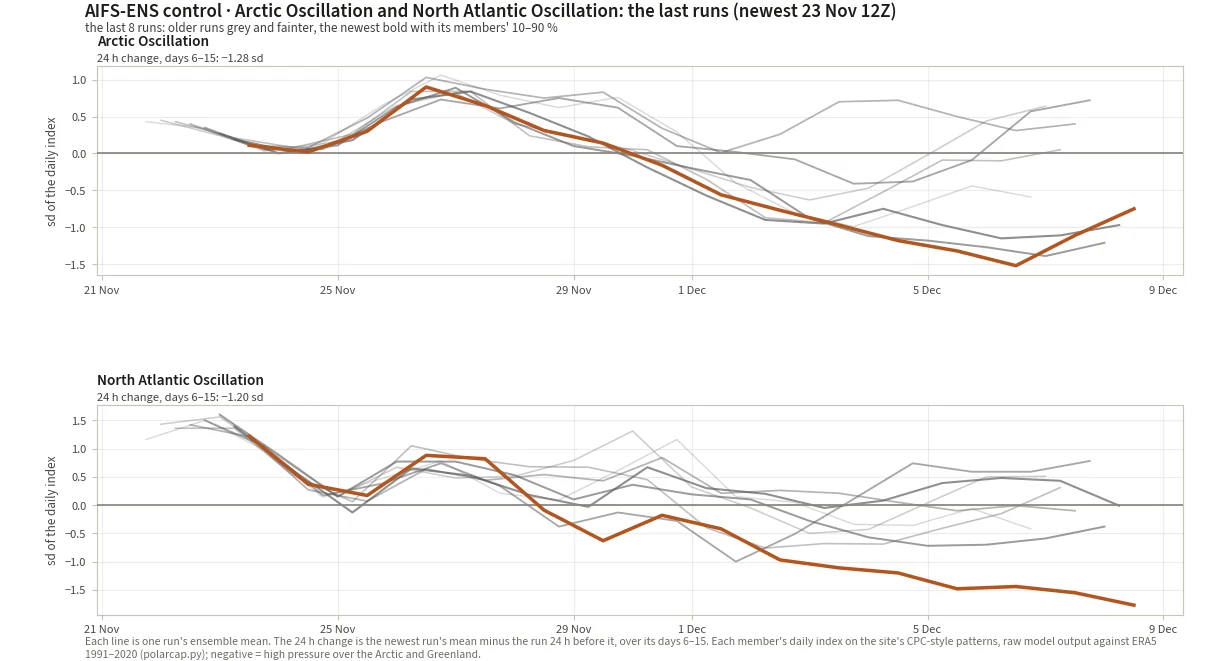 AIFS-ENS control · Arctic Oscillation and North Atlantic Oscillation: the last runs (newest 23 Nov 12Z)
the last 8 runs: older runs grey and fainter, the newest bold with its members' 10–90 %
Arctic Oscillation
24 h change, days 6–15: −1.28 sd
sd of the daily index
1.0
0.5
0.0
−0.5
−1.0
−1.5
21 Nov
25 Nov
29 Nov
1 Dec
5 Dec
9 Dec
North Atlantic Oscillation
24 h change, days 6–15: −1.20 sd
sd of the daily index
1.5
1.0
0.5
0.0
−0.5
−1.0
−1.5
21 Nov
25 Nov
29 Nov
1 Dec
5 Dec
9 Dec
Each line is one run's ensemble mean. The 24 h change is the newest run's mean minus the run 24 h before it, over its days 6–15. Each member's daily index on the site's CPC-style patterns, raw model output against ERA5
1991–2020 (polarcap.py); negative = high pressure over the Arctic and Greenland.